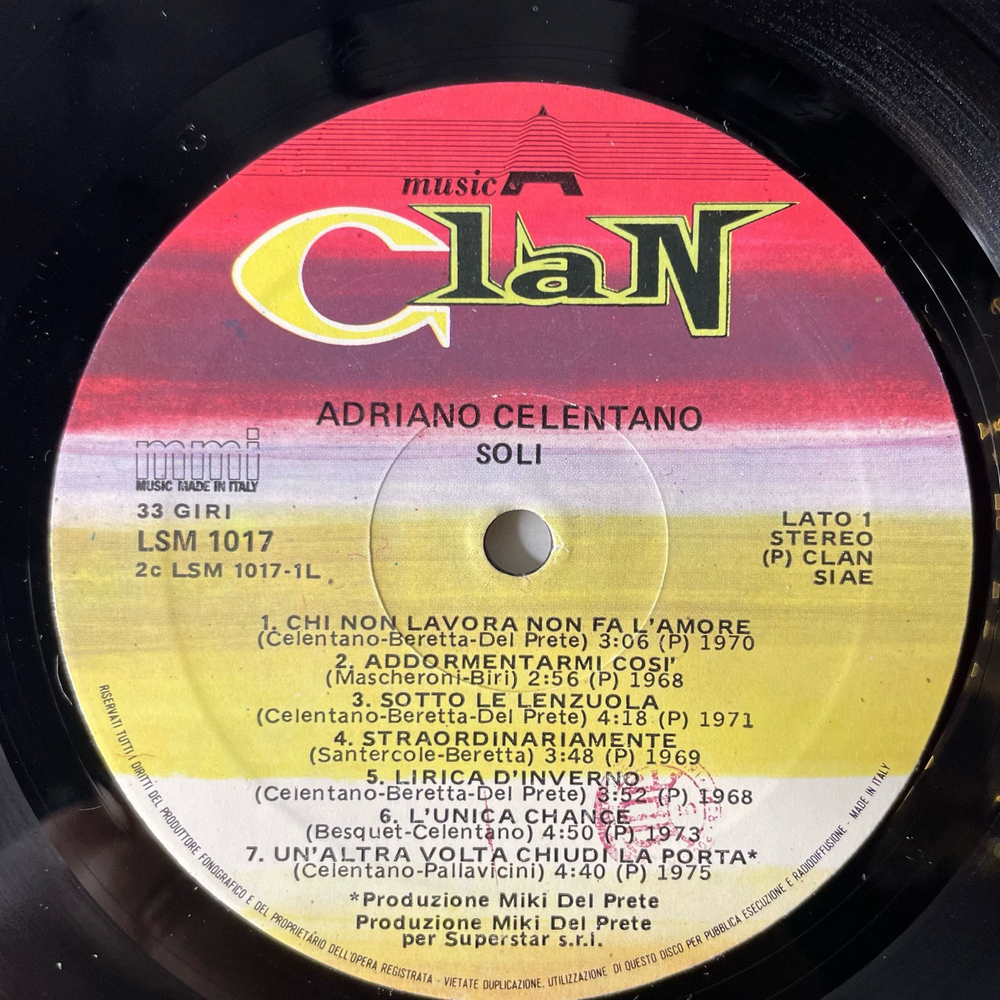 music A
Clan
ADRIANO CELENTANO
SOLI
mmi
MUSIC MADE IN ITALY
33 GIRI
LSM 1017
2c LSM 1017-1L
LATO 1
STEREO
(P) CLAN
SIAE
1. CHI NON LAVORA NON FA L'AMORE
(Celentano-Beretta-Del Prete) 3:06 (P) 1970
2. ADDORMENTARMI COSI'
(Mascheroni-Biri) 2:56 (P) 1968
3. SOTTO LE LENZUOLA
(Celentano-Beretta-Del Prete) 4:18 (P) 1971
4. STRAORDINARIAMENTE
(Santercole-Beretta) 3:48 (P) 1969
5. LIRICA D'INVERNO
(Celentano-Beretta-Del Prete) 3:52 (P) 1968
6. L'UNICA CHANCE
(Besquet-Celentano) 4:50 (P) 1973
7. UN'ALTRA VOLTA CHIUDI LA PORTA*
(Celentano-Pallavicini) 4:40 (P) 1975
*Produzione Miki Del Prete
Produzione Miki Del Prete
per Superstar s.r.l.
RISERVATI TUTTI I DIRITTI DEL PRODUTTORE FONOGRAFICO E DEL PROPRIETARIO DELL'OPERA REGISTRATA - VIETATE DUPLICAZIONE, UTILIZZAZIONE DI QUESTO DISCO PER PUBBLICA ESECUZIONE E RADIODIFFUSIONE - MADE IN ITALY